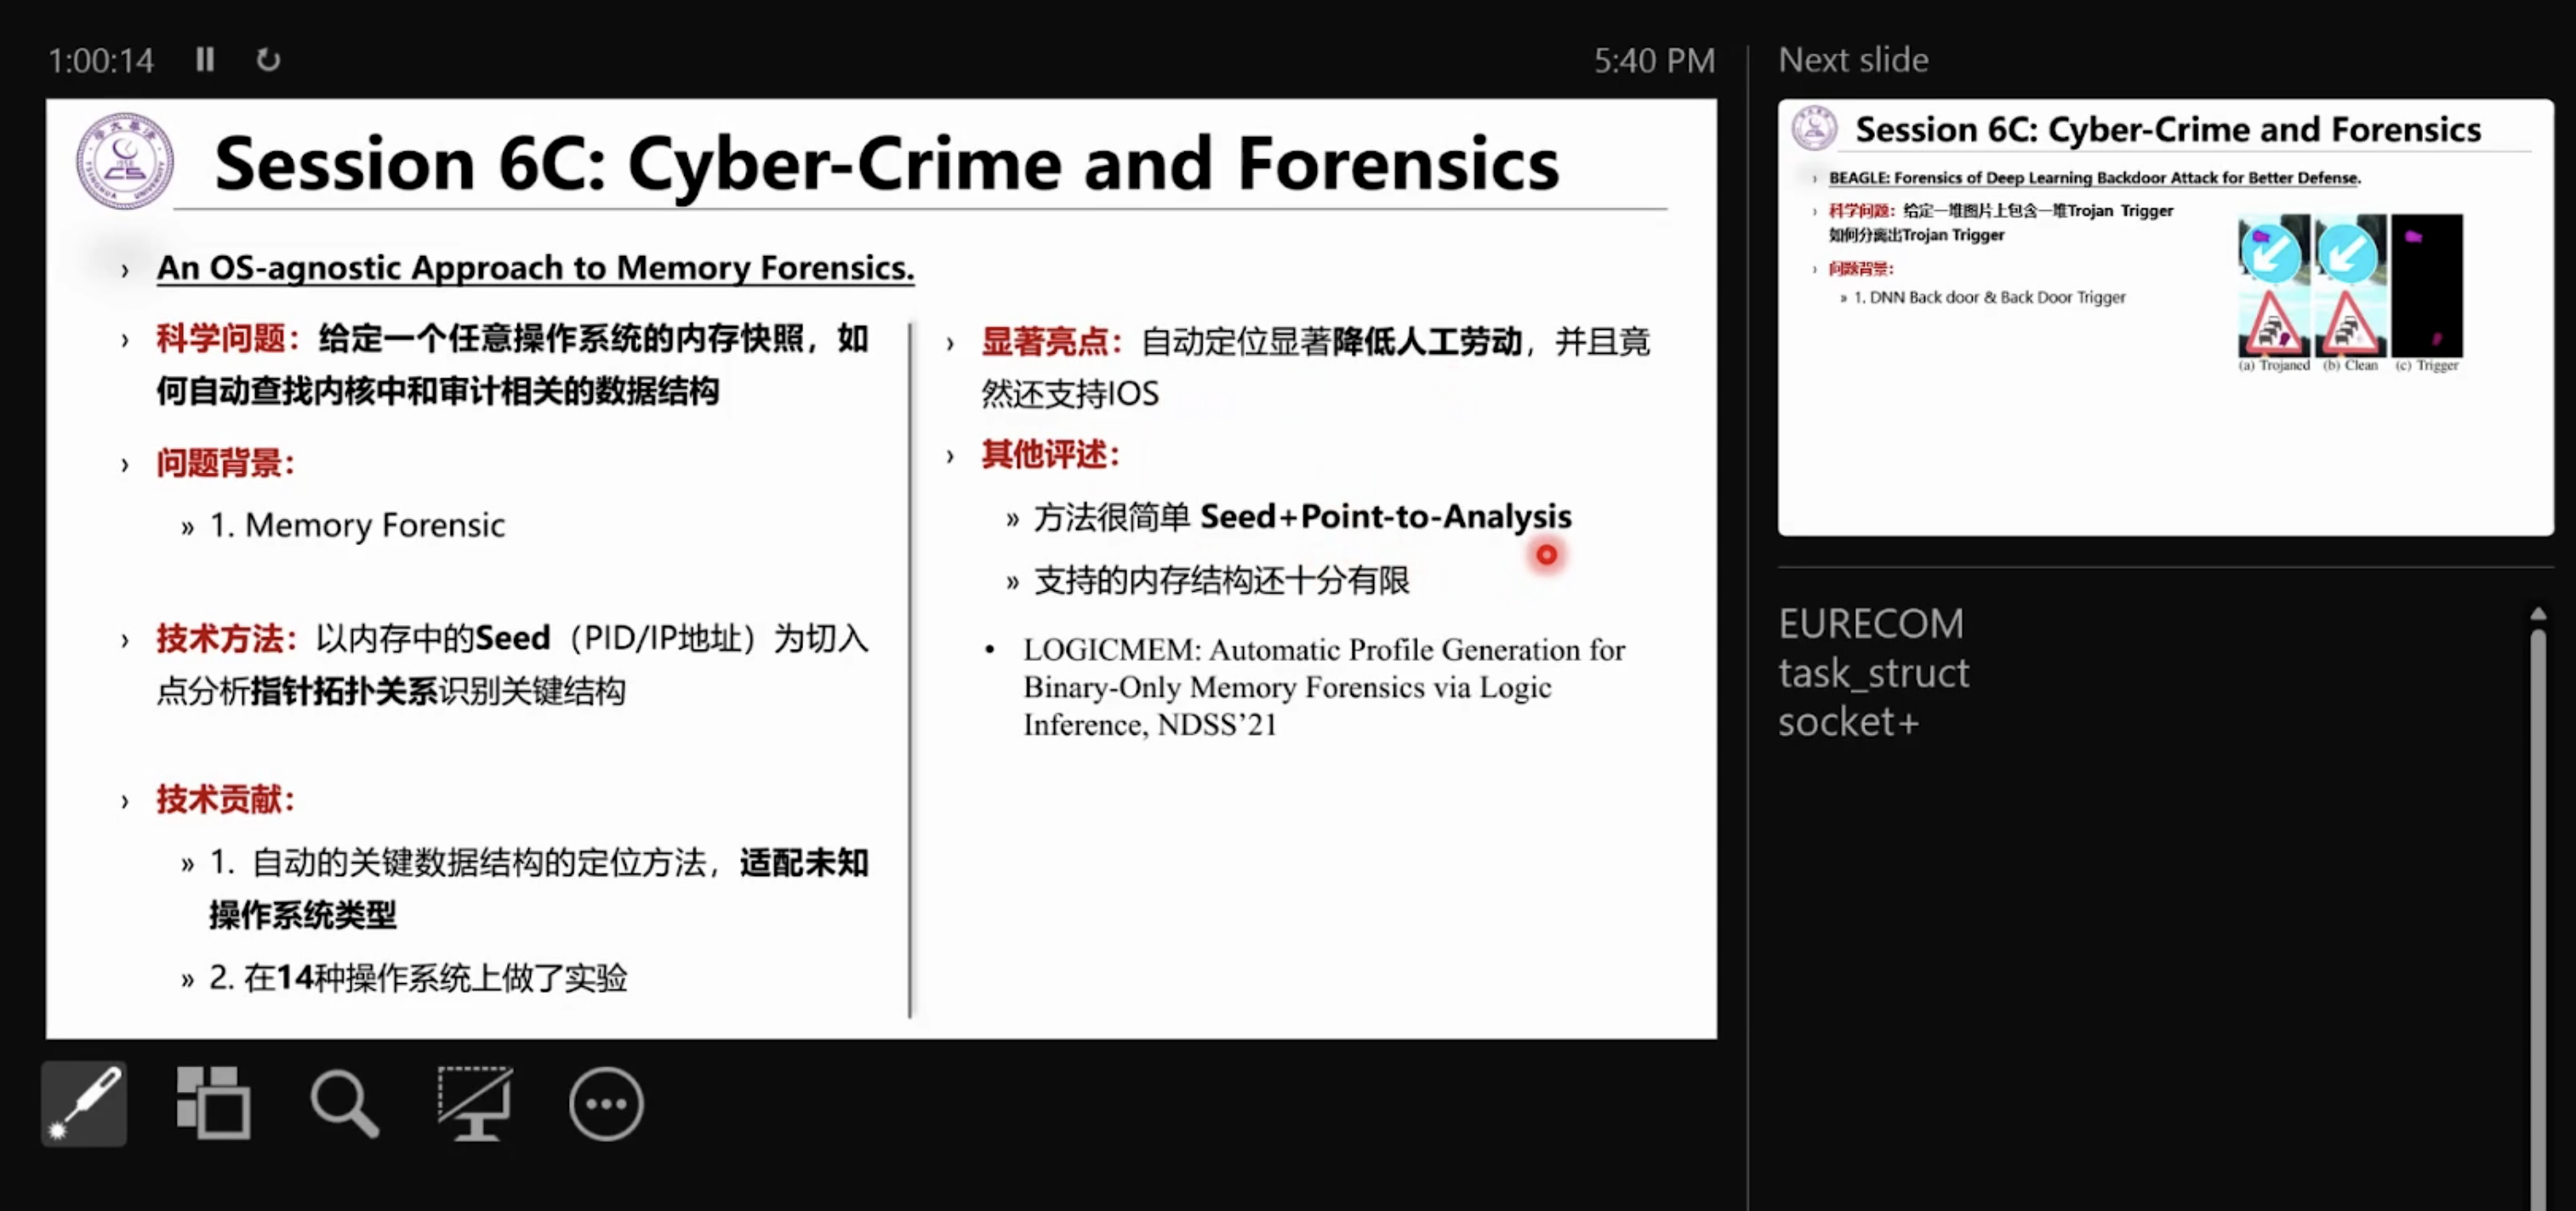 1:00:14
5:40 PM
Session 6C: Cyber-Crime and Forensics
› An OS-agnostic Approach to Memory Forensics.
› 科学问题：给定一个任意操作系统的内存快照，如
何自动查找内核中和审计相关的数据结构
› 问题背景：
» 1. Memory Forensic
› 技术方法：以内存中的Seed（PID/IP地址）为切入
点分析指针拓扑关系识别关键结构
› 技术贡献：
» 1. 自动的关键数据结构的定位方法，适配未知
操作系统类型
» 2. 在14种操作系统上做了实验
› 显著亮点：自动定位显著降低人工劳动，并且竟
然还支持IOS
› 其他评述：
» 方法很简单 Seed+Point-to-Analysis
» 支持的内存结构还十分有限
• LOGICMEM: Automatic Profile Generation for
Binary-Only Memory Forensics via Logic
Inference, NDSS’21
Next slide
Session 6C: Cyber-Crime and Forensics
› BEAGLE: Forensics of Deep Learning Backdoor Attack for Better Defense.
› 科学问题：给定一堆图片上包含一堆Trojan Trigger
如何分离出Trojan Trigger
› 问题背景：
» 1. DNN Back door & Back Door Trigger
(a) Trojaned (b) Clean (c) Trigger
EURECOM
task_struct
socket+